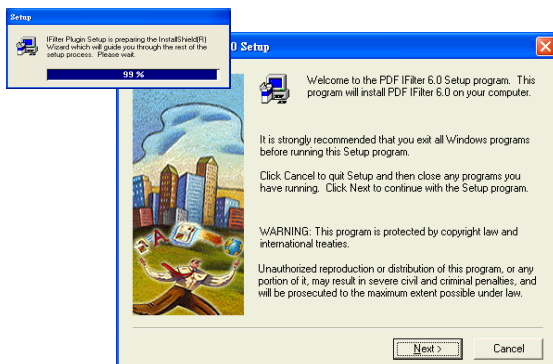 Setup
IFilter Plugin Setup is preparing the InstallShield(R)
Wizard which will guide you through the rest of the
setup process. Please wait.
99 %
0 Setup
Welcome to the PDF IFilter 6.0 Setup program. This
program will install PDF IFilter 6.0 on your computer.
It is strongly recommended that you exit all Windows programs
before running this Setup program.
Click Cancel to quit Setup and then close any programs you
have running. Click Next to continue with the Setup program.
WARNING: This program is protected by copyright law and
international treaties.
Unauthorized reproduction or distribution of this program, or any
portion of it, may result in severe civil and criminal penalties, and
will be prosecuted to the maximum extent possible under law.
Next >
Cancel